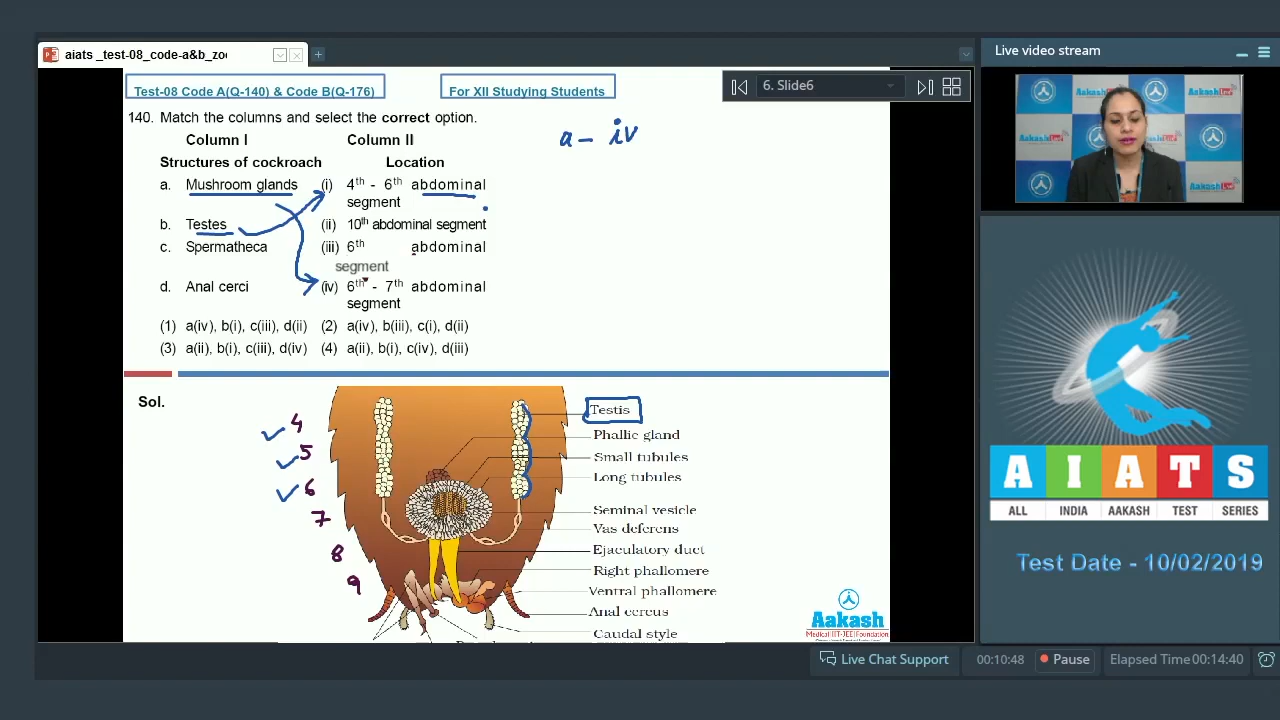 aiats _test-08_code-a&b_zoo
Live video stream
Test-08 Code A(Q-140) & Code B(Q-176)
For XII Studying Students
6. Slide6
140. Match the columns and select the correct option.
a - iv
Column I Column II
Structures of cockroach Location
a. Mushroom glands (i) 4th - 6th abdominal
segment
b. Testes (ii) 10th abdominal segment
c. Spermatheca (iii) 6th abdominal
segment
d. Anal cerci (iv) 6th - 7th abdominal
segment
(1) a(iv), b(i), c(iii), d(ii) (2) a(iv), b(iii), c(i), d(ii)
(3) a(ii), b(i), c(iii), d(iv) (4) a(ii), b(i), c(iv), d(iii)
Sol.
4
5
6
7
8
9
Testis
Phallic gland
Small tubules
Long tubules
Seminal vesicle
Vas deferens
Ejaculatory duct
Right phallomere
Ventral phallomere
Anal cercus
Caudal style
Aakash
Medical|IIT-JEE|Foundation
Aakash
AakashLive
A I A T S
ALL INDIA AAKASH TEST SERIES
Test Date - 10/02/2019
Live Chat Support 00:10:48 Pause Elapsed Time 00:14:40